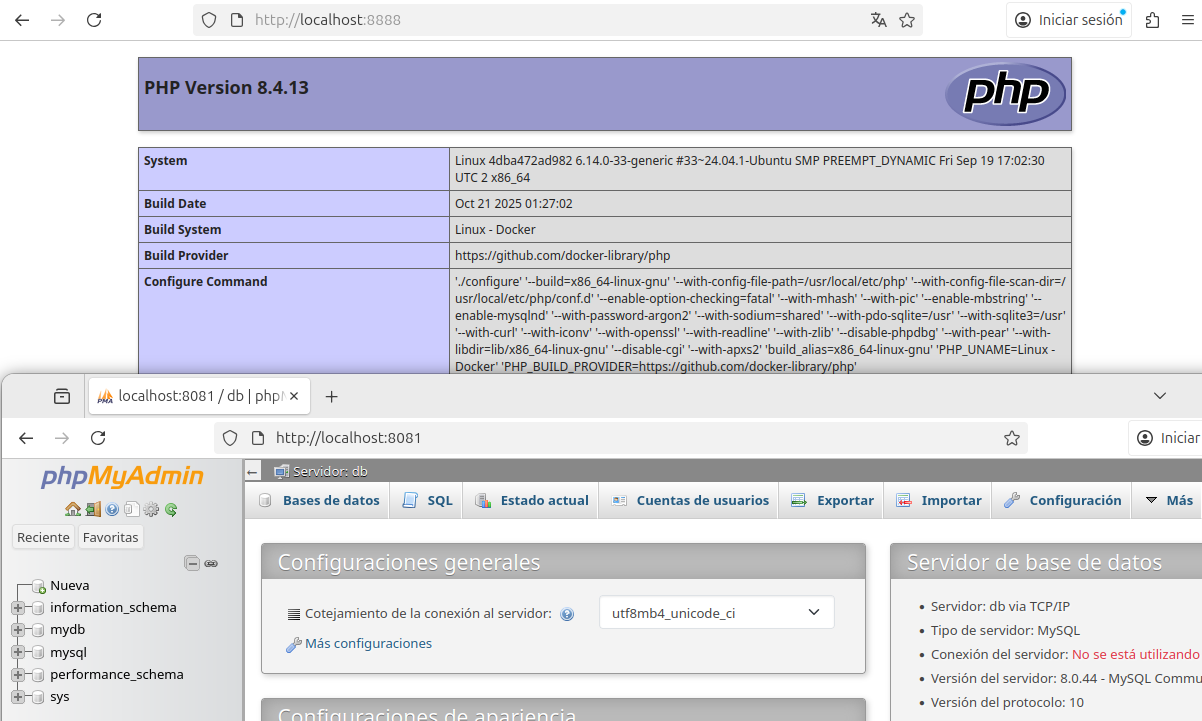 http://localhost:8888
Iniciar sesión
PHP Version 8.4.13
php
System
Linux 4dba472ad982 6.14.0-33-generic #33~24.04.1-Ubuntu SMP PREEMPT_DYNAMIC Fri Sep 19 17:02:30
UTC 2 x86_64
Build Date
Oct 21 2025 01:27:02
Build System
Linux - Docker
Build Provider
https://github.com/docker-library/php
Configure Command
'./configure' '--build=x86_64-linux-gnu' '--with-config-file-path=/usr/local/etc/php' '--with-config-file-scan-dir=/
usr/local/etc/php/conf.d' '--enable-option-checking=fatal' '--with-mhash' '--with-pic' '--enable-mbstring' '--
enable-mysqlnd' '--with-password-argon2' '--with-sodium=shared' '--with-pdo-sqlite=/usr' '--with-sqlite3=/usr'
'--with-curl' '--with-iconv' '--with-openssl' '--with-readline' '--with-zlib' '--disable-phpdbg' '--with-pear' '--with-
libdir=lib/x86_64-linux-gnu' '--disable-cgi' '--with-apxs2' 'build_alias=x86_64-linux-gnu' 'PHP_UNAME=Linux -
Docker' 'PHP_BUILD_PROVIDER=https://github.com/docker-library/php'
PMA
localhost:8081 / db | phpM
http://localhost:8081
Iniciar
phpMyAdmin
Reciente
Favoritas
Nueva
information_schema
mydb
mysql
performance_schema
sys
Servidor: db
Bases de datos
SQL
Estado actual
Cuentas de usuarios
Exportar
Importar
Configuración
Más
Configuraciones generales
Cotejamiento de la conexión al servidor:
utf8mb4_unicode_ci
Más configuraciones
Configuraciones de apariencia
Servidor de base de datos
Servidor: db via TCP/IP
Tipo de servidor: MySQL
Conexión del servidor: No se está utilizando
Versión del servidor: 8.0.44 - MySQL Commu
Versión del protocolo: 10